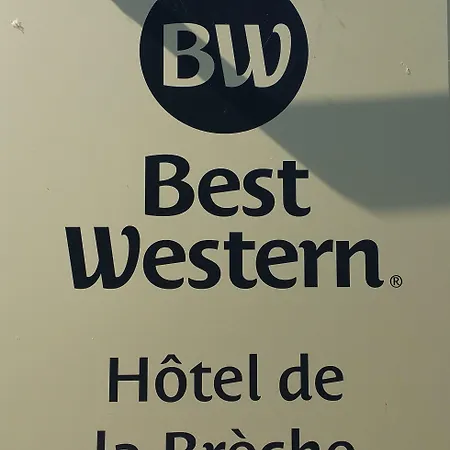 BW
Best
Western®
Hôtel de
la Brèche